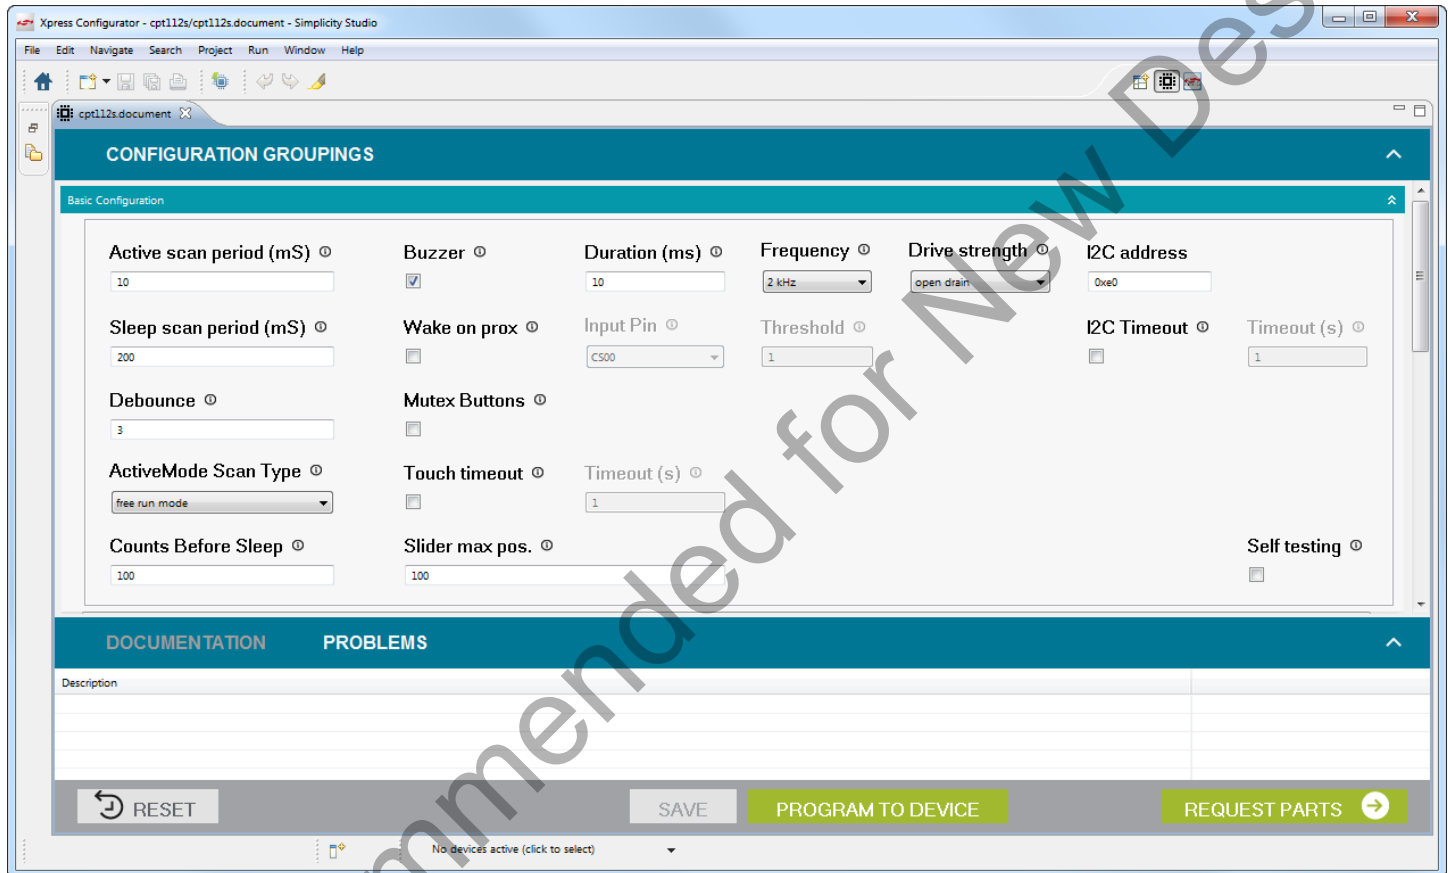 Xpress Configurator - cpt112s/cpt112s.document - Simplicity Studio
File Edit Navigate Search Project Run Window Help
cpt112s.document
CONFIGURATION GROUPINGS
Basic Configuration
Active scan period (mS) Buzzer Duration (ms) Frequency Drive strength I2C address
10 10 2 kHz open drain 0xe0
Sleep scan period (mS) Wake on prox Input Pin Threshold I2C Timeout Timeout (s)
200 CS00 1 1
Debounce Mutex Buttons
3
ActiveMode Scan Type Touch timeout Timeout (s)
free run mode 1
Counts Before Sleep Slider max pos. Self testing
100 100
DOCUMENTATION PROBLEMS
Description
RESET SAVE PROGRAM TO DEVICE REQUEST PARTS
No devices active (click to select)
mmended for New Des